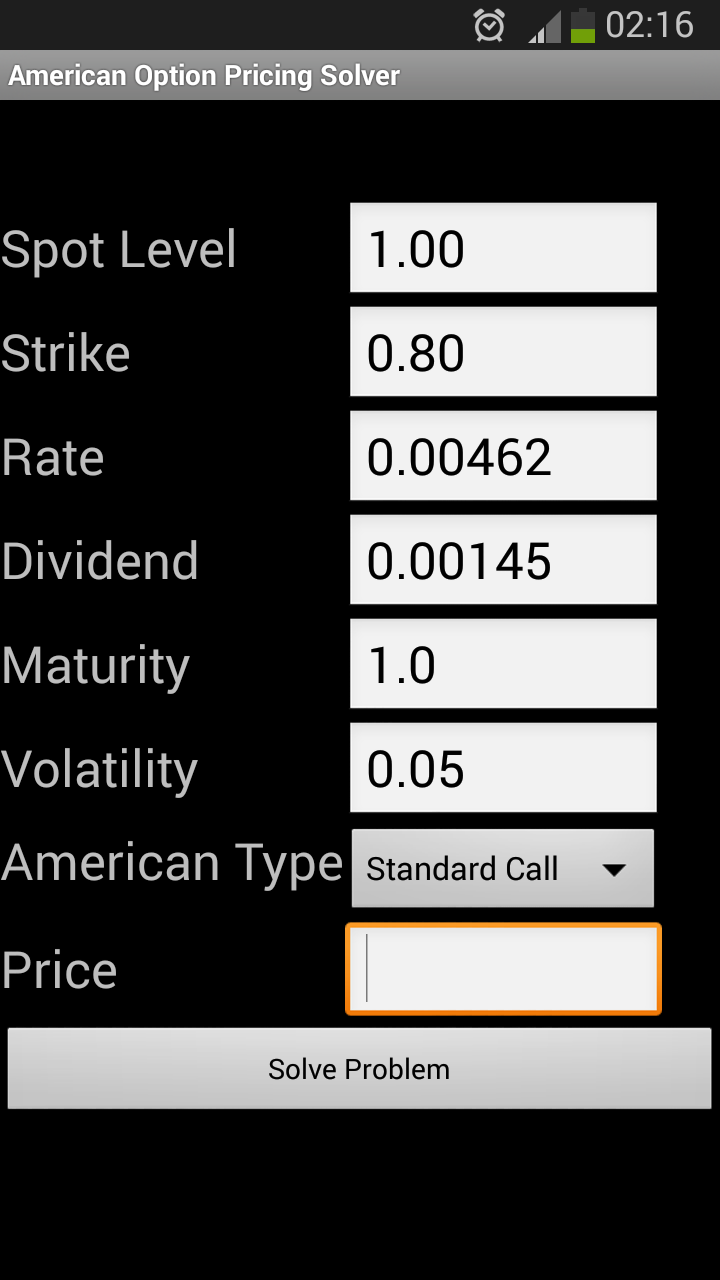 02:16
American Option Pricing Solver
Spot Level 1.00
Strike 0.80
Rate 0.00462
Dividend 0.00145
Maturity 1.0
Volatility 0.05
American Type Standard Call
Price
Solve Problem